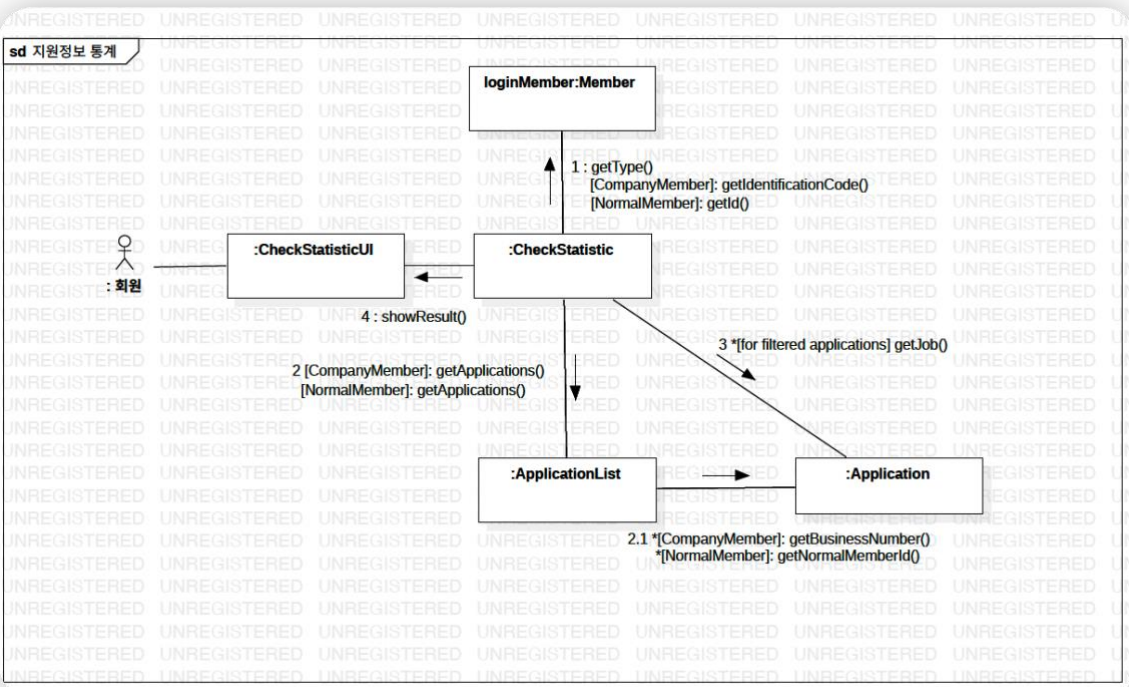 UNREGISTERED
sd 지원정보 통계
loginMember:Member
1 : getType()
[CompanyMember]: getIdentificationCode()
[NormalMember]: getId()
:CheckStatisticUI
:CheckStatistic
: 회원
4 : showResult()
3 *[for filtered applications] getJob()
2 [CompanyMember]: getApplications()
[NormalMember]: getApplications()
:ApplicationList
:Application
2.1 *[CompanyMember]: getBusinessNumber()
*[NormalMember]: getNormalMemberId()